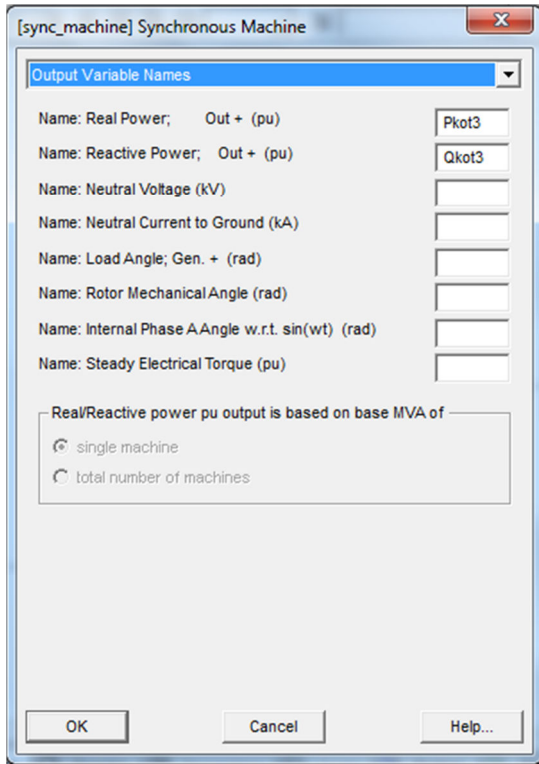 [sync_machine] Synchronous Machine
Output Variable Names
Name: Real Power; Out + (pu) Pkot3
Name: Reactive Power; Out + (pu) Qkot3
Name: Neutral Voltage (kV)
Name: Neutral Current to Ground (kA)
Name: Load Angle; Gen. + (rad)
Name: Rotor Mechanical Angle (rad)
Name: Internal Phase A Angle w.r.t. sin(wt) (rad)
Name: Steady Electrical Torque (pu)
Real/Reactive power pu output is based on base MVA of
single machine
total number of machines
OK Cancel Help...